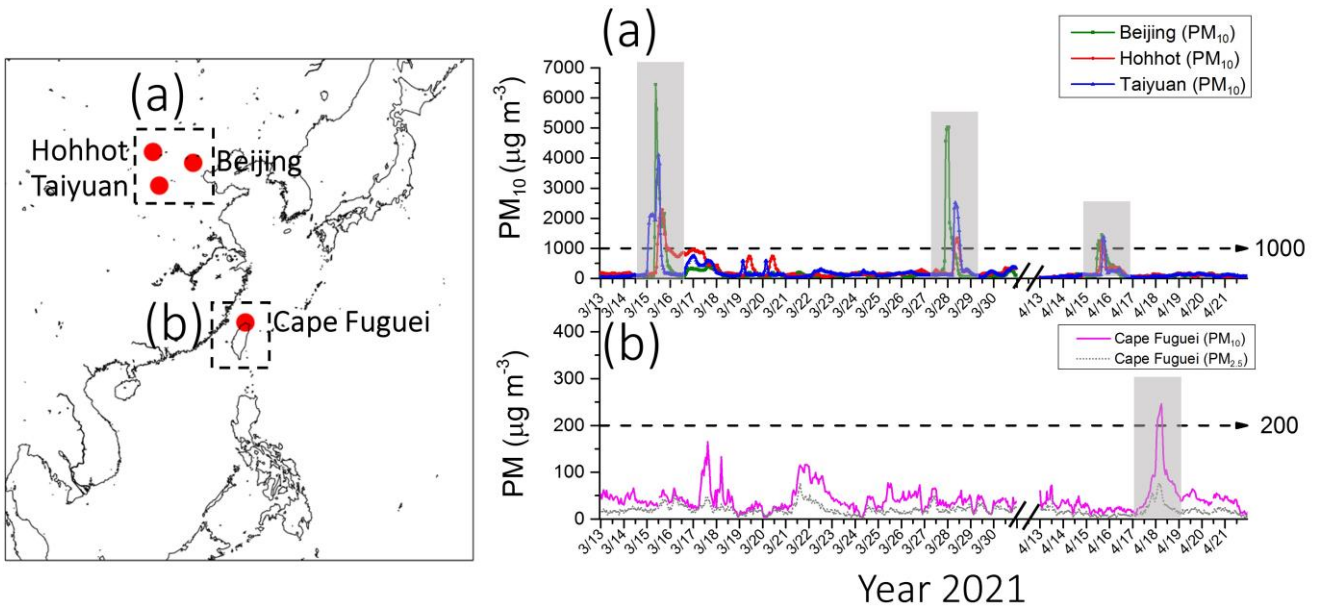 (a)
Hohhot
Beijing
Taiyuan
(b)
Cape Fuguei
(a)
Beijing (PM₁₀)
Hohhot (PM₁₀)
Taiyuan (PM₁₀)
PM₁₀ (μg m⁻³)
7000
6000
5000
4000
3000
2000
1000
0
1000
3/13 3/14 3/15 3/16 3/17 3/18 3/19 3/20 3/21 3/22 3/23 3/24 3/25 3/26 3/27 3/28 3/29 3/30 4/13 4/14 4/15 4/16 4/17 4/18 4/19 4/20 4/21
(b)
Cape Fuguei (PM₁₀)
Cape Fuguei (PM₂.₅)
PM (μg m⁻³)
400
300
200
100
50
0
200
3/13 3/14 3/15 3/16 3/17 3/18 3/19 3/20 3/21 3/22 3/23 3/24 3/25 3/26 3/27 3/28 3/29 3/30 4/13 4/14 4/15 4/16 4/17 4/18 4/19 4/20 4/21
Year 2021